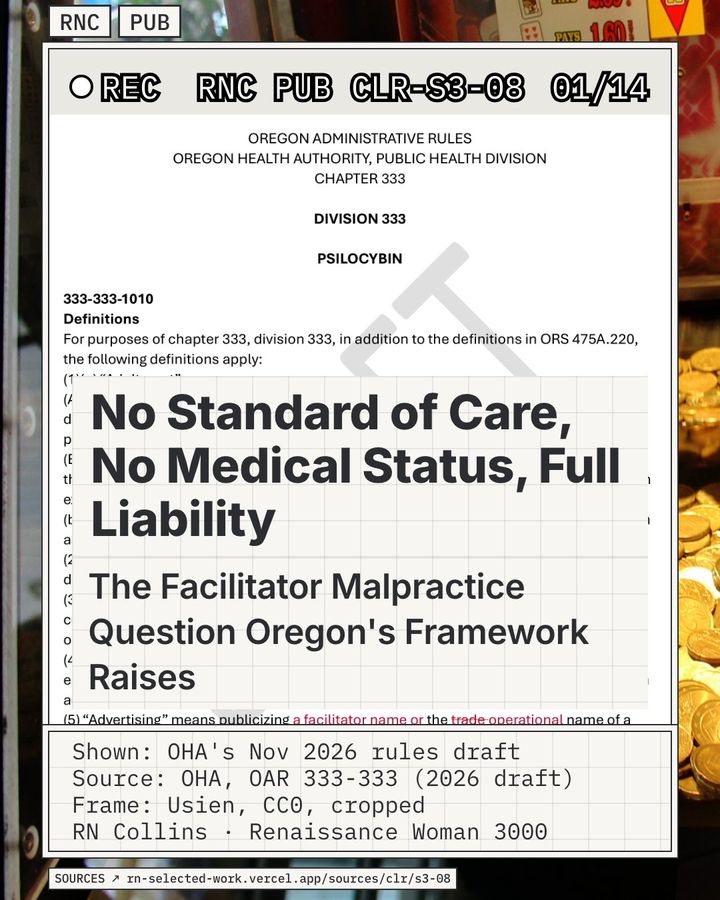 PAYS 1.60
RNC PUB
REC RNC PUB CLR-S3-08 01/14
OREGON ADMINISTRATIVE RULES
OREGON HEALTH AUTHORITY, PUBLIC HEALTH DIVISION
CHAPTER 333
DIVISION 333
PSILOCYBIN
333-333-1010
Definitions
For purposes of chapter 333, division 333, in addition to the definitions in ORS 475A.220,
the following definitions apply:
No Standard of Care,
No Medical Status, Full
Liability
The Facilitator Malpractice
Question Oregon's Framework
Raises
(5) “Advertising” means publicizing a facilitator name or the trade operational name of a
Shown: OHA's Nov 2026 rules draft
Source: OHA, OAR 333-333 (2026 draft)
Frame: Usien, CC0, cropped
RN Collins · Renaissance Woman 3000
SOURCES ↗ rn-selected-work.vercel.app/sources/clr/s3-08